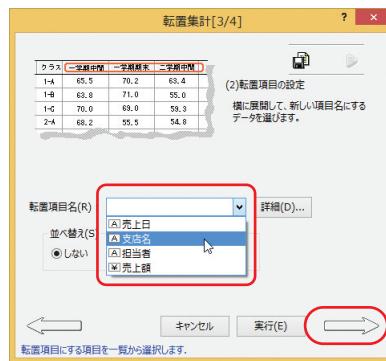 転置集計[3/4]
? ×
クラス 一学期中間 一学期期末 二学期中間
1-A 65.5 70.2 63.4
1-B 63.8 71.0 55.0
1-C 70.0 69.0 59.3
2-A 68.2 55.5 54.8
(2)転置項目の設定
横に展開して、新しい項目名にする
データを選びます。
転置項目名(R) 詳細(D)...
A 売上日
A 支店名
A 担当者
¥ 売上額
並べ替え(S)
しない
キャンセル 実行(E)
転置項目にする項目を一覧から選択します。